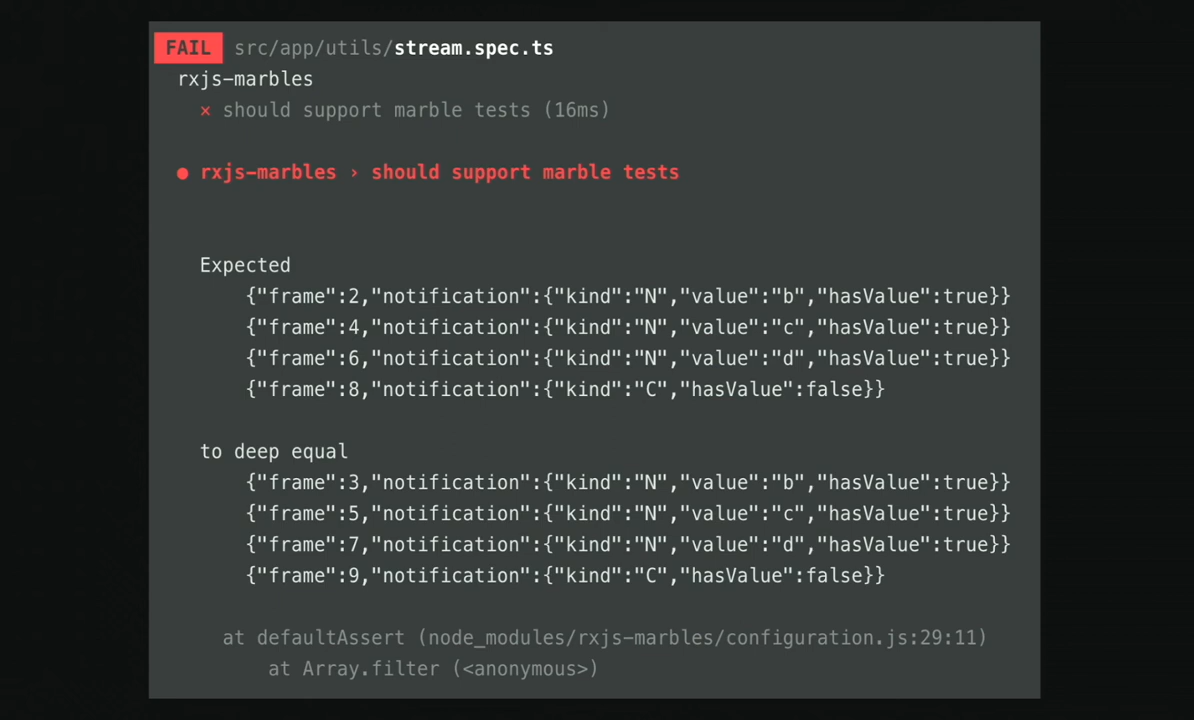 FAIL src/app/utils/stream.spec.ts
rxjs-marbles
× should support marble tests (16ms)
● rxjs-marbles › should support marble tests
Expected
{"frame":2,"notification":{"kind":"N","value":"b","hasValue":true}}
{"frame":4,"notification":{"kind":"N","value":"c","hasValue":true}}
{"frame":6,"notification":{"kind":"N","value":"d","hasValue":true}}
{"frame":8,"notification":{"kind":"C","hasValue":false}}
to deep equal
{"frame":3,"notification":{"kind":"N","value":"b","hasValue":true}}
{"frame":5,"notification":{"kind":"N","value":"c","hasValue":true}}
{"frame":7,"notification":{"kind":"N","value":"d","hasValue":true}}
{"frame":9,"notification":{"kind":"C","hasValue":false}}
at defaultAssert (node_modules/rxjs-marbles/configuration.js:29:11)
at Array.filter (<anonymous>)